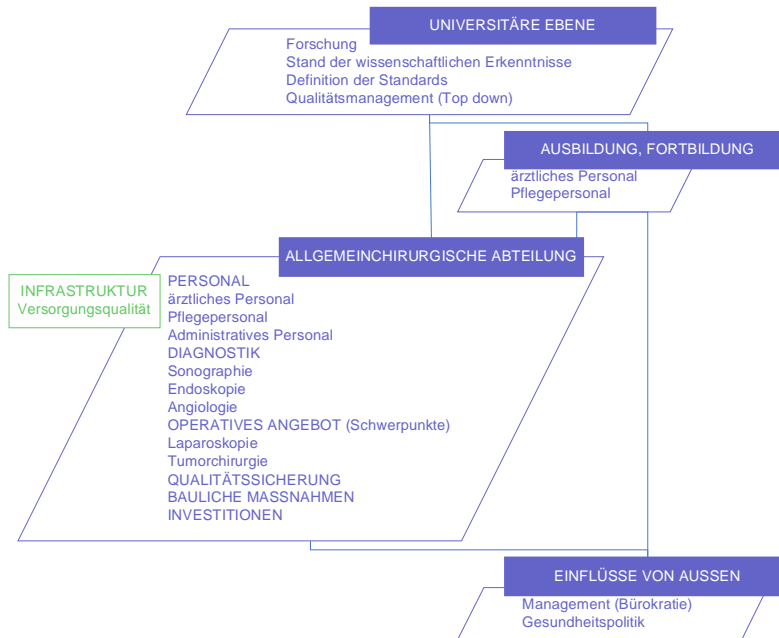 UNIVERSITÄRE EBENE
Forschung
Stand der wissenschaftlichen Erkenntnisse
Definition der Standards
Qualitätsmanagement (Top down)
AUSBILDUNG, FORTBILDUNG
ärztliches Personal
Pflegepersonal
ALLGEMEINCHIRURGISCHE ABTEILUNG
INFRASTRUKTUR
Versorgungsqualität
PERSONAL
ärztliches Personal
Pflegepersonal
Administratives Personal
DIAGNOSTIK
Sonographie
Endoskopie
Angiologie
OPERATIVES ANGEBOT (Schwerpunkte)
Laparoskopie
Tumorchirurgie
QUALITÄTSSICHERUNG
BAULICHE MASSNAHMEN
INVESTITIONEN
EINFLÜSSE VON AUSSEN
Management (Bürokratie)
Gesundheitspolitik